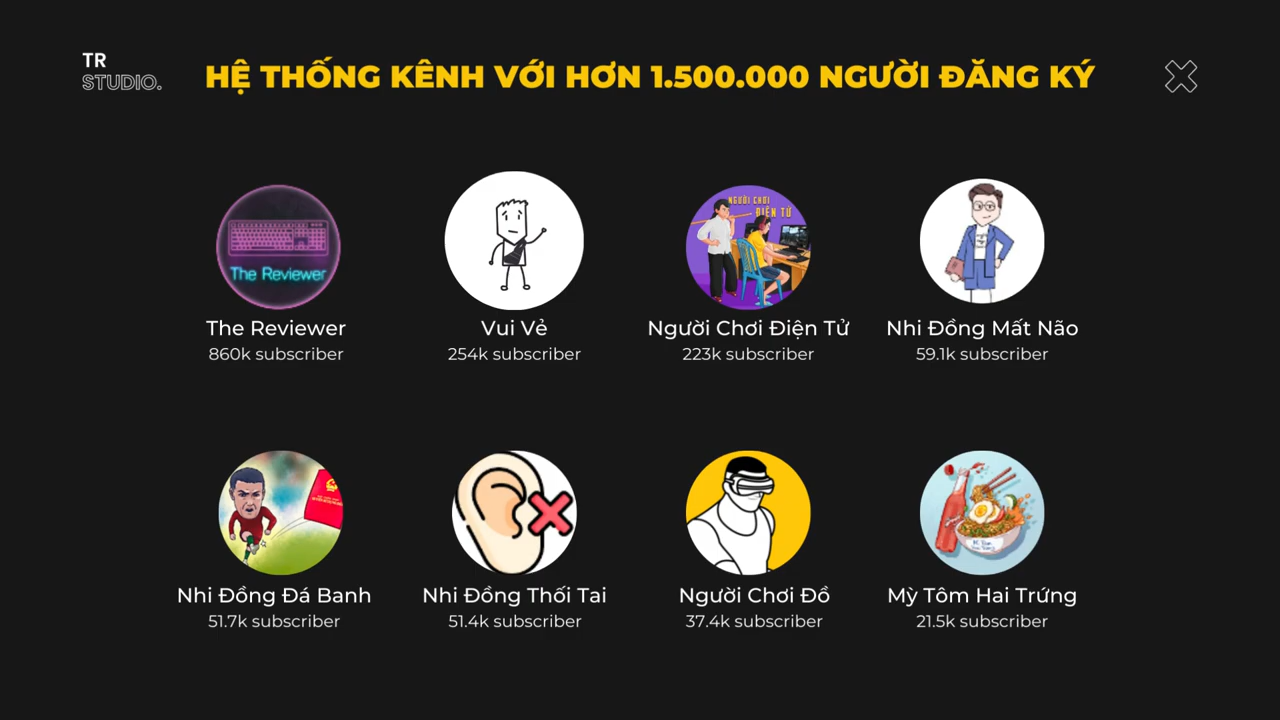 TR
STUDIO.
HỆ THỐNG KÊNH VỚI HƠN 1.500.000 NGƯỜI ĐĂNG KÝ
The Reviewer
NGƯỜI CHƠI
ĐIỆN TỬ
The Reviewer
860k subscriber
Vui Vẻ
254k subscriber
Người Chơi Điện Tử
223k subscriber
Nhi Đồng Mất Não
59.1k subscriber
Nhi Đồng Đá Banh
51.7k subscriber
Nhi Đồng Thối Tai
51.4k subscriber
Người Chơi Đồ
37.4k subscriber
Mỳ Tôm Hai Trứng
21.5k subscriber